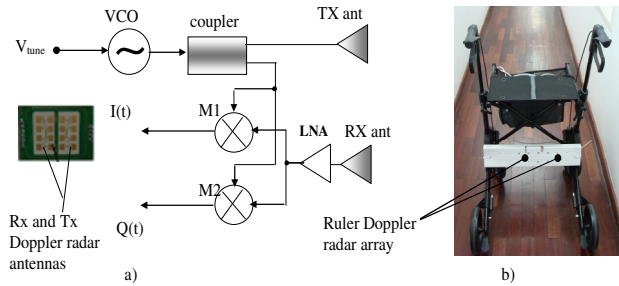 VCO
coupler
TX ant
V_tune
I(t)
M1
LNA
RX ant
M2
Q(t)
Rx and Tx
Doppler radar
antennas
a)
Ruler Doppler
radar array
b)